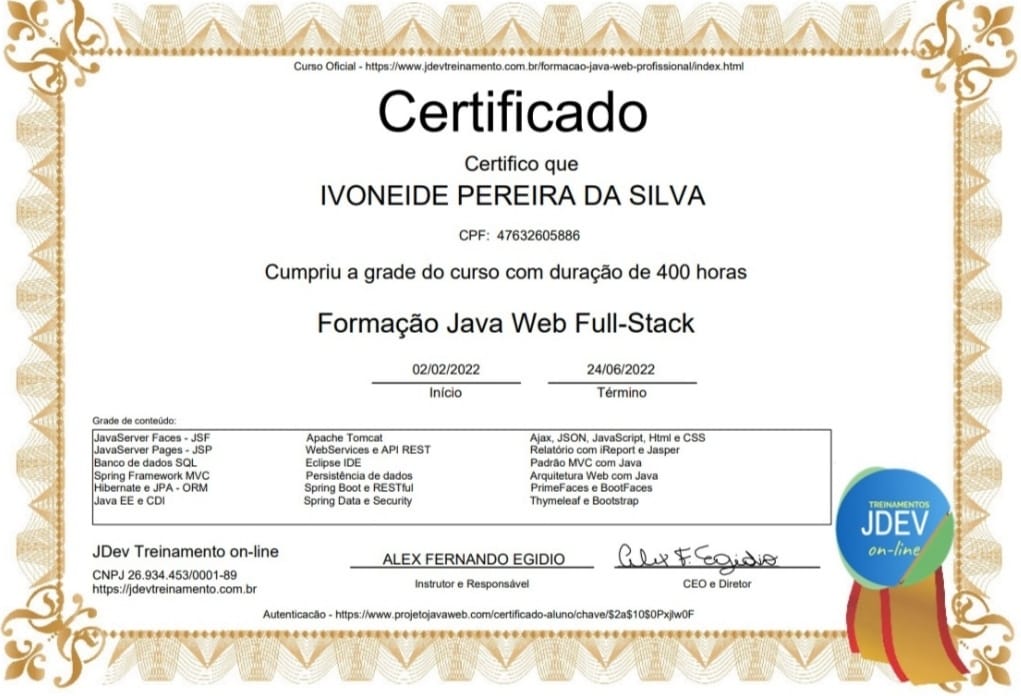 Curso Oficial - https://www.jdevtreinamento.com.br/formacao-java-web-profissional/index.html
Certificado
Certifico que
IVONEIDE PEREIRA DA SILVA
CPF: 47632605886
Cumpriu a grade do curso com duração de 400 horas
Formação Java Web Full-Stack
02/02/2022 24/06/2022
Início Término
Grade de conteúdo:
JavaServer Faces - JSF Apache Tomcat Ajax, JSON, JavaScript, Html e CSS
JavaServer Pages - JSP WebServices e API REST Relatório com iReport e Jasper
Banco de dados SQL Eclipse IDE Padrão MVC com Java
Spring Framework MVC Persistência de dados Arquitetura Web com Java
Hibernate e JPA - ORM Spring Boot e RESTful PrimeFaces e BootFaces
Java EE e CDI Spring Data e Security Thymeleaf e Bootstrap
TREINAMENTOS
JDEV
on-line
JDev Treinamento on-line
ALEX FERNANDO EGIDIO Alex F. Egidio
CNPJ 26.934.453/0001-89 Instrutor e Responsável CEO e Diretor
https://jdevtreinamento.com.br
Autenticacão - https://www.projetojavaweb.com/certificado-aluno/chave/$2a$10$0PxjIw0F